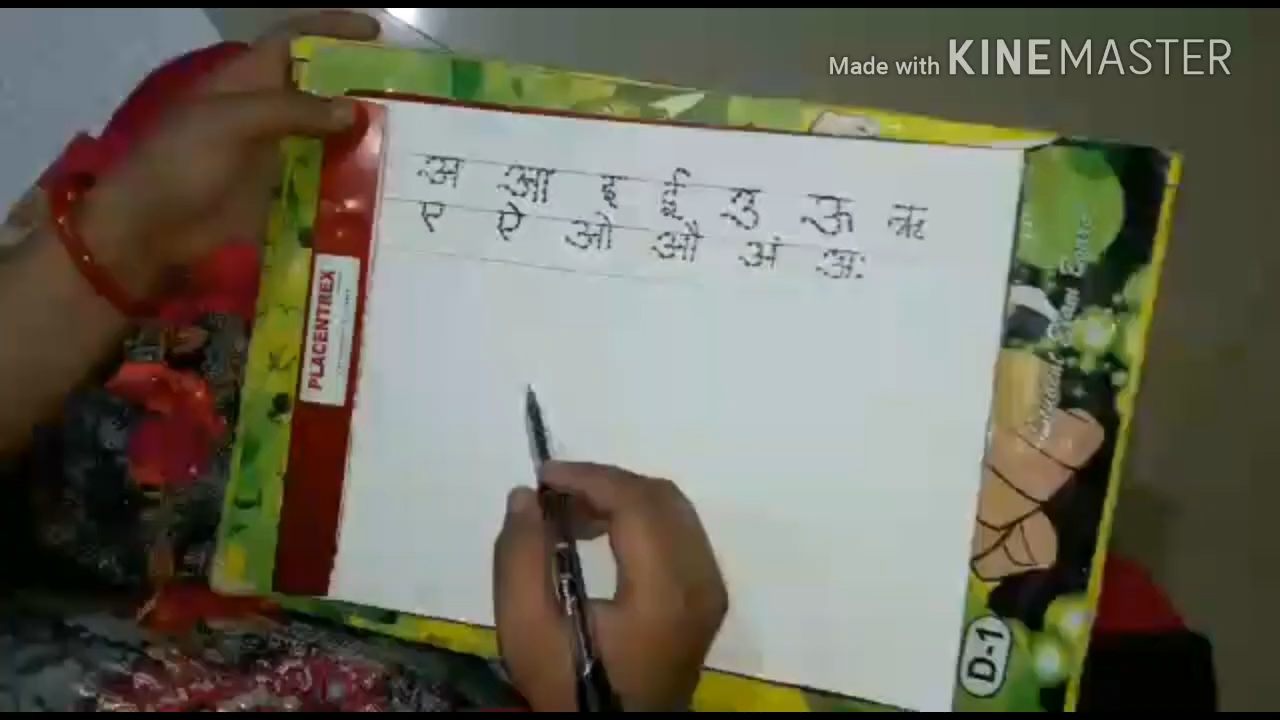 Made with KINEMASTER
अ आ इ ई उ ऊ ऋ
ए ऐ ओ औ अं अः
PLACENTREX
D-1